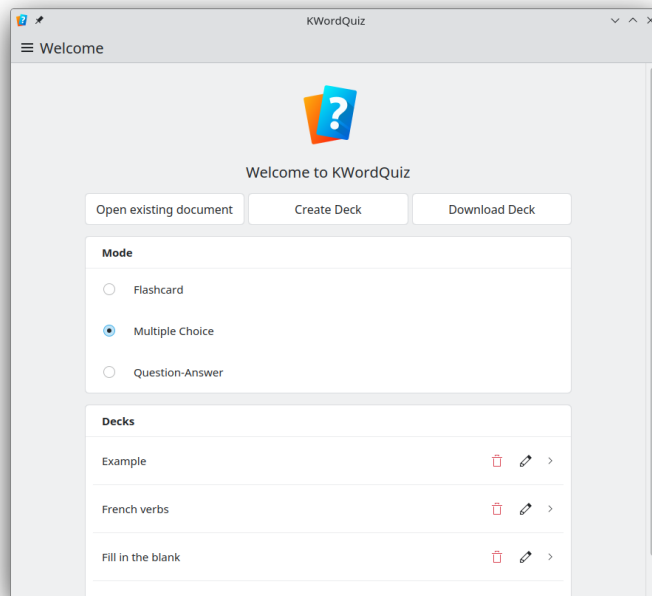 KWordQuiz
Welcome
?
Welcome to KWordQuiz
Open existing document Create Deck Download Deck
Mode
Flashcard
Multiple Choice
Question-Answer
Decks
Example
French verbs
Fill in the blank